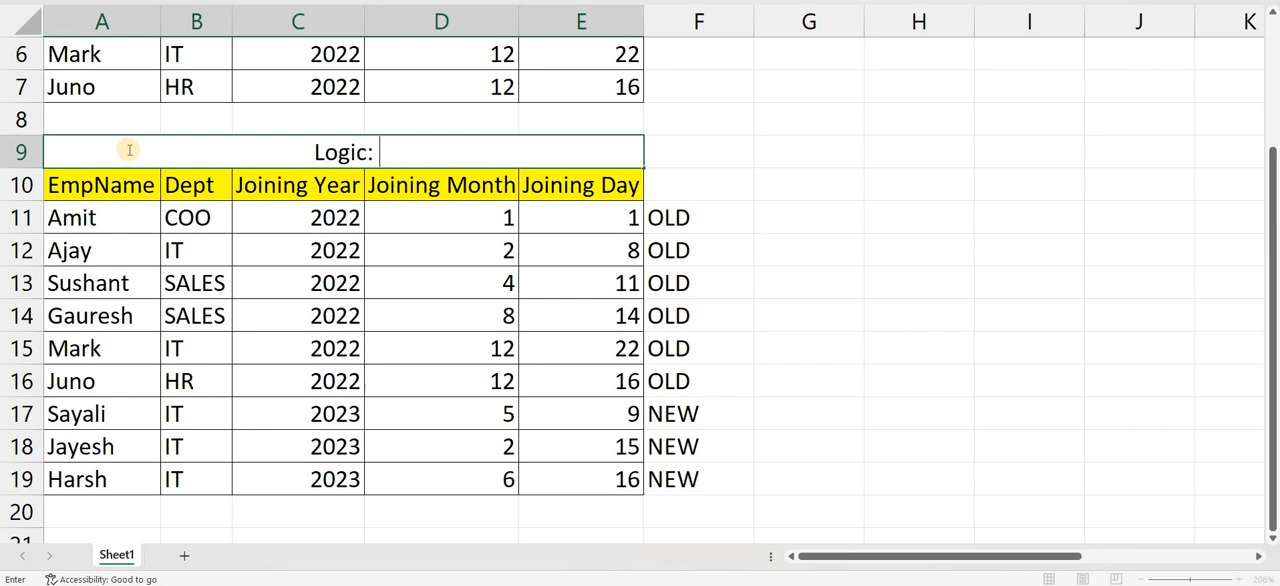 A B C D E F G H I J K
6 Mark IT 2022 12 22
7 Juno HR 2022 12 16
8
9 Logic:
10 EmpName Dept Joining Year Joining Month Joining Day
11 Amit COO 2022 1 1 OLD
12 Ajay IT 2022 2 8 OLD
13 Sushant SALES 2022 4 11 OLD
14 Gauresh SALES 2022 8 14 OLD
15 Mark IT 2022 12 22 OLD
16 Juno HR 2022 12 16 OLD
17 Sayali IT 2023 5 9 NEW
18 Jayesh IT 2023 2 15 NEW
19 Harsh IT 2023 6 16 NEW
20
Sheet1
Enter Accessibility: Good to go 206%